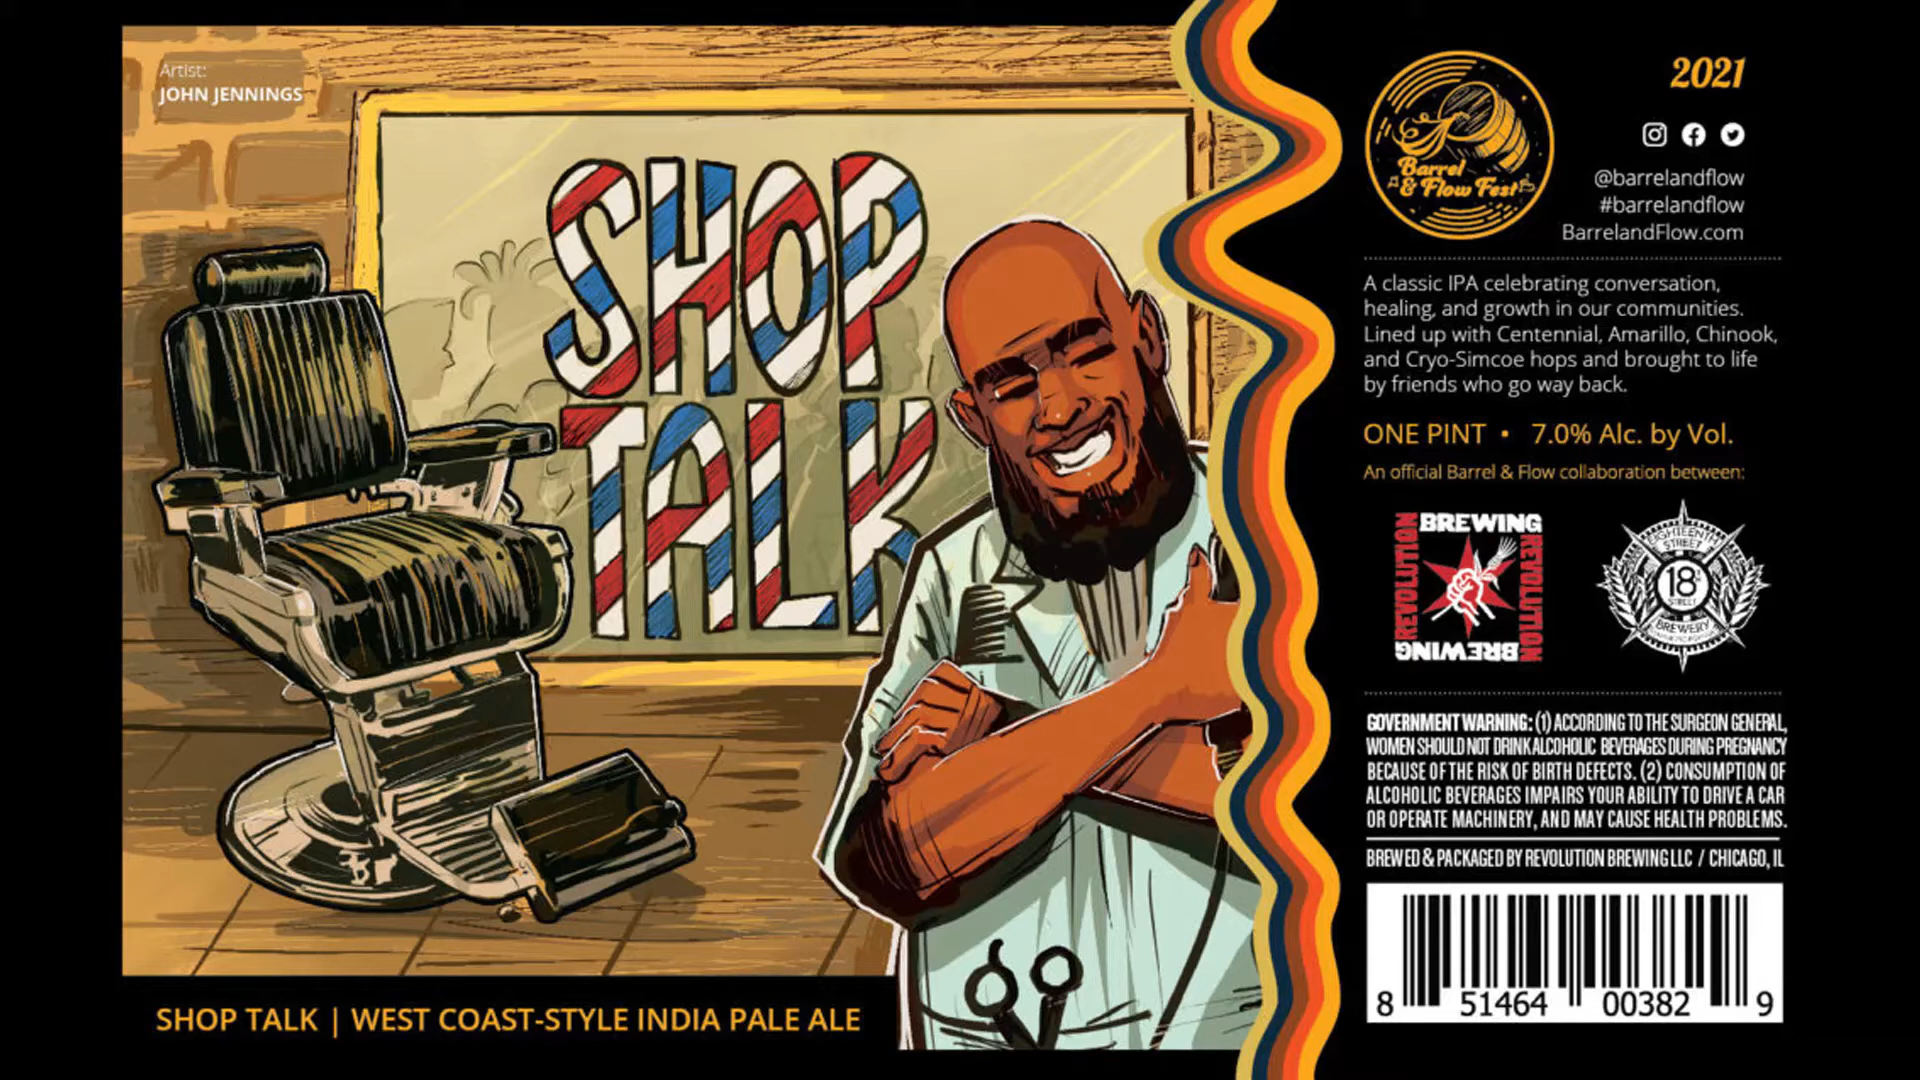 Artist:
JOHN JENNINGS
SHOP
TALK
SHOP TALK | WEST COAST-STYLE INDIA PALE ALE
Barrel
& Flow Fest
2021
@barrelandflow
#barrelandflow
BarrelandFlow.com
A classic IPA celebrating conversation,
healing, and growth in our communities.
Lined up with Centennial, Amarillo, Chinook,
and Cryo-Simcoe hops and brought to life
by friends who go way back.
ONE PINT • 7.0% Alc. by Vol.
An official Barrel & Flow collaboration between:
BREWING
REVOLUTION
REVOLUTION
BREWING
EIGHTEENTH
STREET
18
STREET
BREWERY
GOVERNMENT WARNING: (1) ACCORDING TO THE SURGEON GENERAL,
WOMEN SHOULD NOT DRINK ALCOHOLIC BEVERAGES DURING PREGNANCY
BECAUSE OF THE RISK OF BIRTH DEFECTS. (2) CONSUMPTION OF
ALCOHOLIC BEVERAGES IMPAIRS YOUR ABILITY TO DRIVE A CAR
OR OPERATE MACHINERY, AND MAY CAUSE HEALTH PROBLEMS.
BREWED & PACKAGED BY REVOLUTION BREWING LLC / CHICAGO, IL
8 51464 00382 9